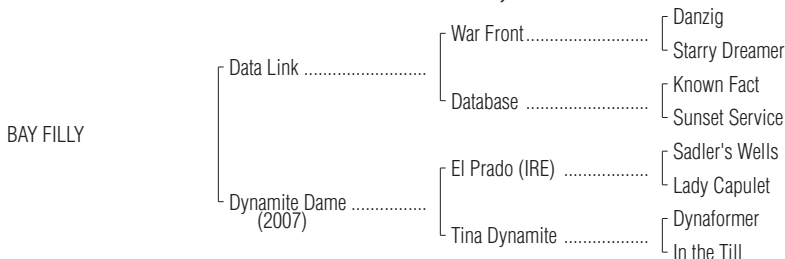 Danzig
War Front..............................
Starry Dreamer
Data Link ..........................
Known Fact
Database ..........................
Sunset Service
BAY FILLY
Sadler's Wells
El Prado (IRE) ..................
Lady Capulet
Dynamite Dame ................
(2007)
Dynaformer
Tina Dynamite ..................
In the Till